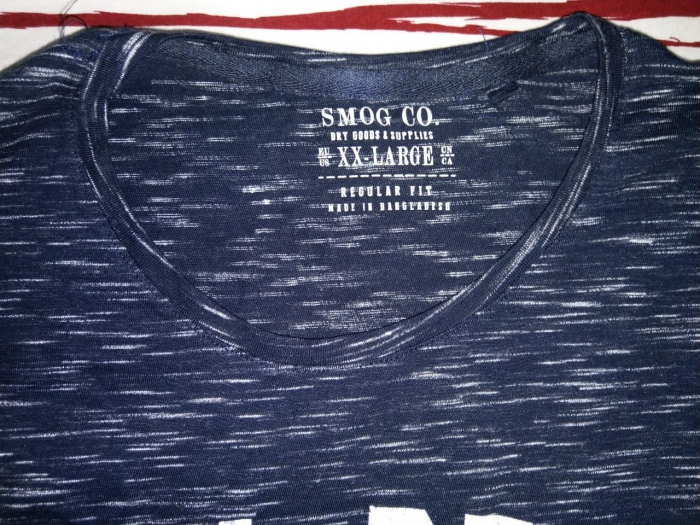 SMOG CO.
DRY GOODS & SUPPLIES
EU US XX-LARGE CN CA
REGULAR FIT
MADE IN BANGLADESH